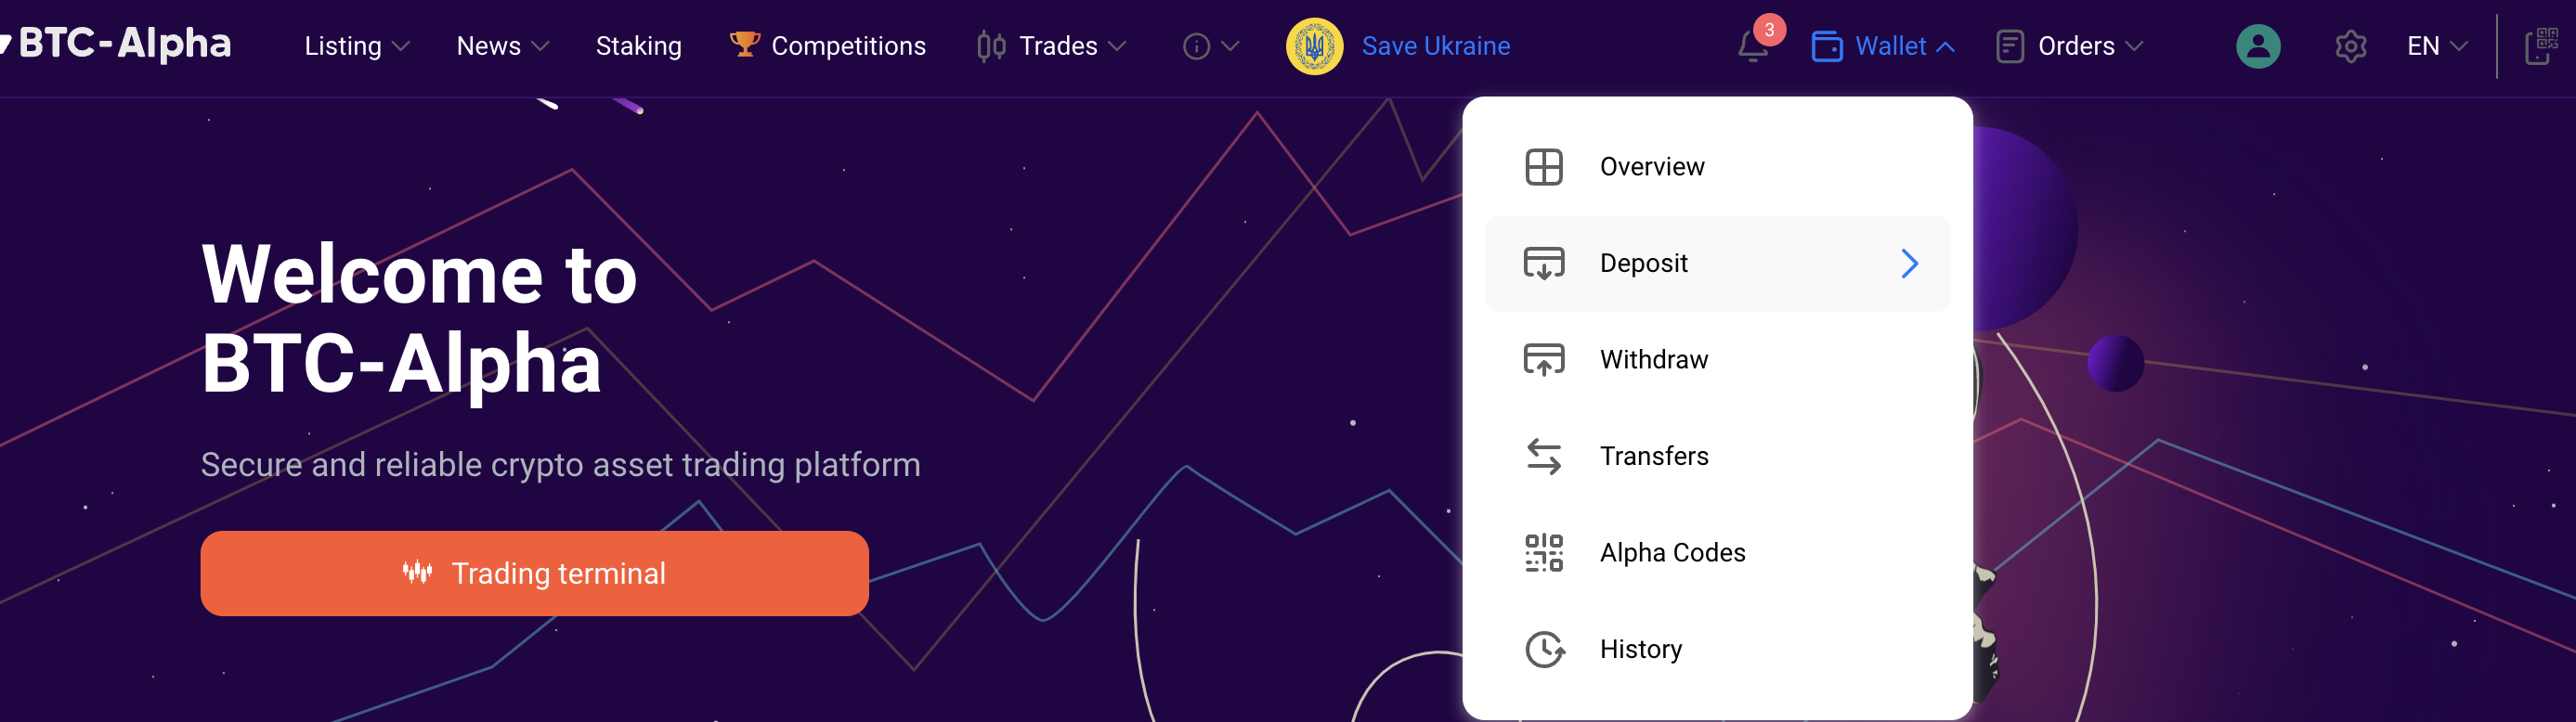 BTC-Alpha
Listing
News
Staking
Competitions
Trades
Save Ukraine
3
Wallet
Orders
EN
Welcome to
BTC-Alpha
Secure and reliable crypto asset trading platform
Trading terminal
Overview
Deposit
Withdraw
Transfers
Alpha Codes
History